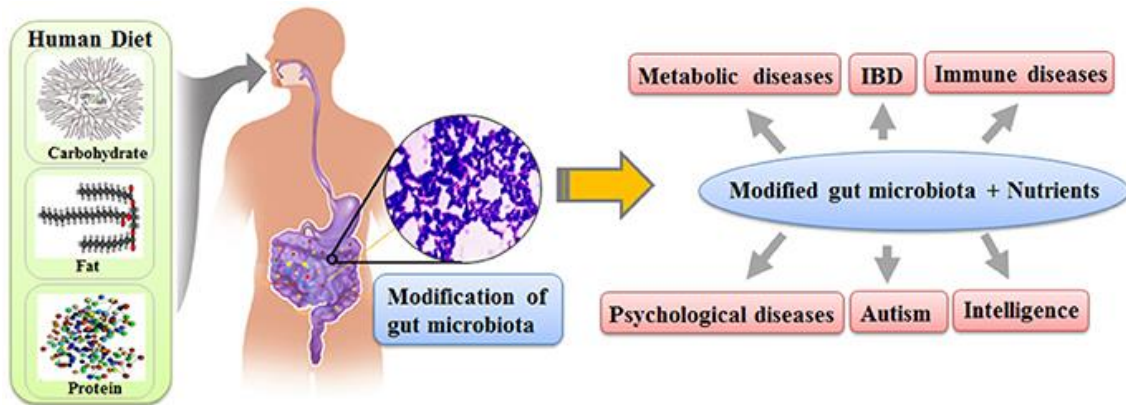 Human Diet
Carbohydrate
Fat
Protein
Modification of
gut microbiota
Metabolic diseases
IBD
Immune diseases
Modified gut microbiota + Nutrients
Psychological diseases
Autism
Intelligence